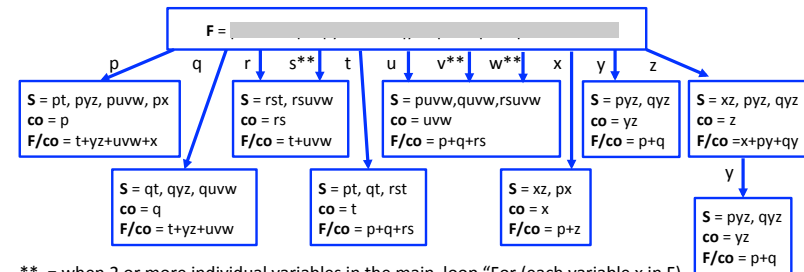 F =
p q r s** t u v** w** x y z
S = pt, pyz, puvw, px
co = p
F/co = t+yz+uvw+x
S = rst, rsuvw
co = rs
F/co = t+uvw
S = puvw,quvw,rsuvw
co = uvw
F/co = p+q+rs
S = pyz, qyz
co = yz
F/co = p+q
S = xz, pyz, qyz
co = z
F/co =x+py+qy
S = qt, qyz, quvw
co = q
F/co = t+yz+uvw
S = pt, qt, rst
co = t
F/co = p+q+rs
S = xz, px
co = x
F/co = p+z
y
S = pyz, qyz
co = yz
F/co = p+q
** = when 2 or more individual variables in the main loop "For (each variable x in F)